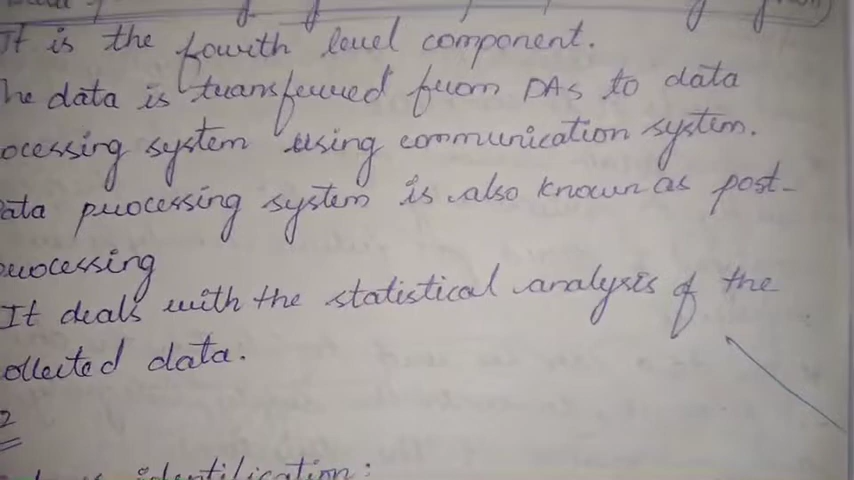 It is the fourth level component.
he data is transferred from DAS to data
ocessing system using communication system.
ata processing system is also known as post-
rocessing
It deals with the statistical analysis of the
ollected data.
2
identification: